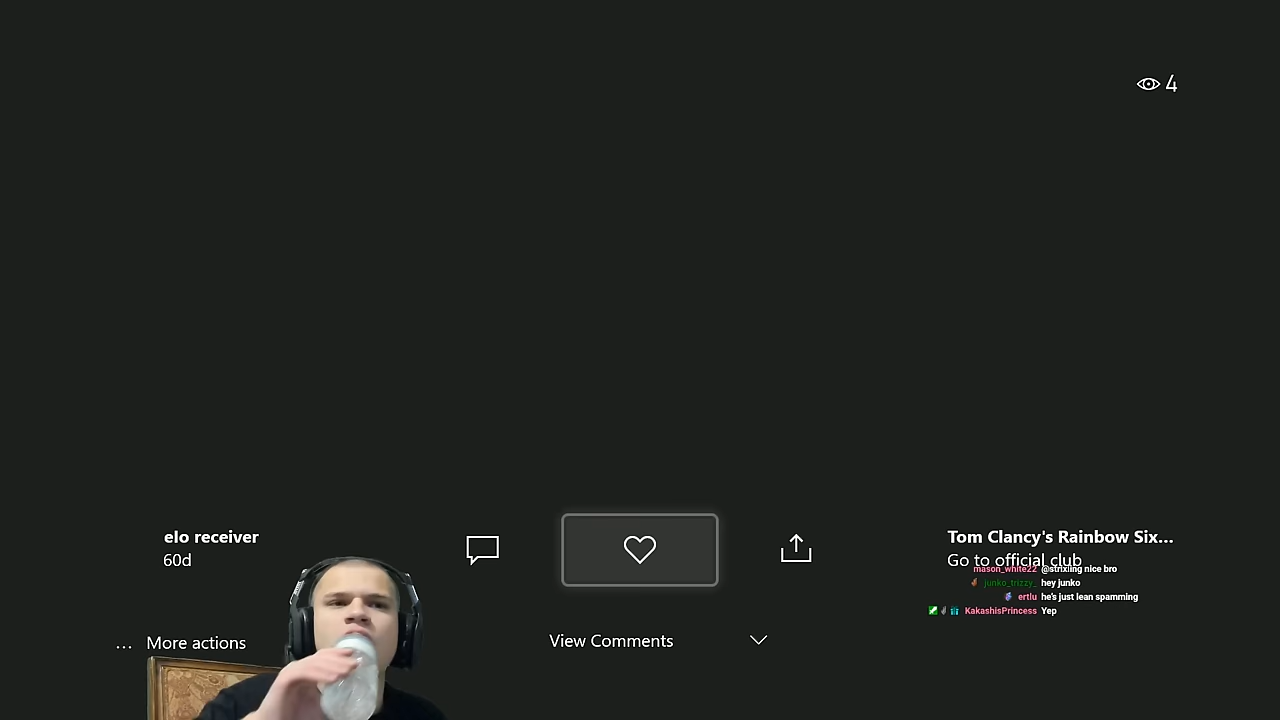 4
elo receiver
60d
Tom Clancy's Rainbow Six...
Go to official club
mason_white22 @strixiing nice bro
junko_trizzy_ hey junko
ertlu he's just lean spamming
KakashisPrincess Yep
... More actions
View Comments